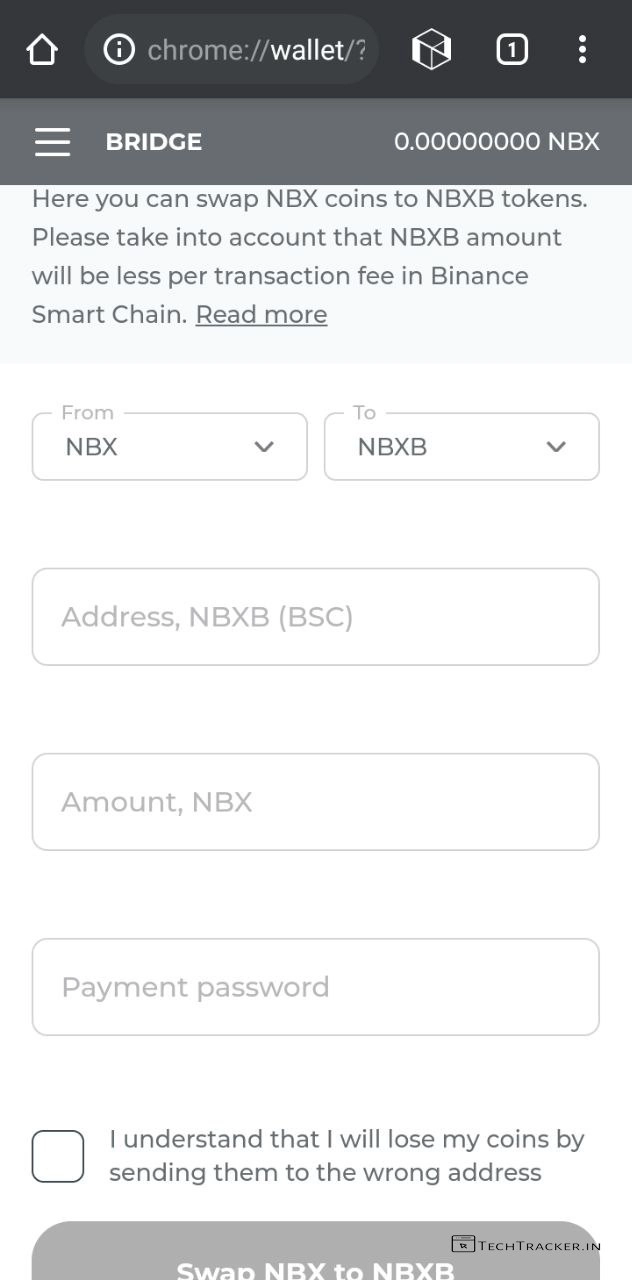 chrome://wallet/?
1
BRIDGE
0.00000000 NBX
Here you can swap NBX coins to NBXB tokens.
Please take into account that NBXB amount
will be less per transaction fee in Binance
Smart Chain. Read more
From
NBX
To
NBXB
Address, NBXB (BSC)
Amount, NBX
Payment password
I understand that I will lose my coins by
sending them to the wrong address
Swap NBX to NBXB
TECHTRACKER.IN